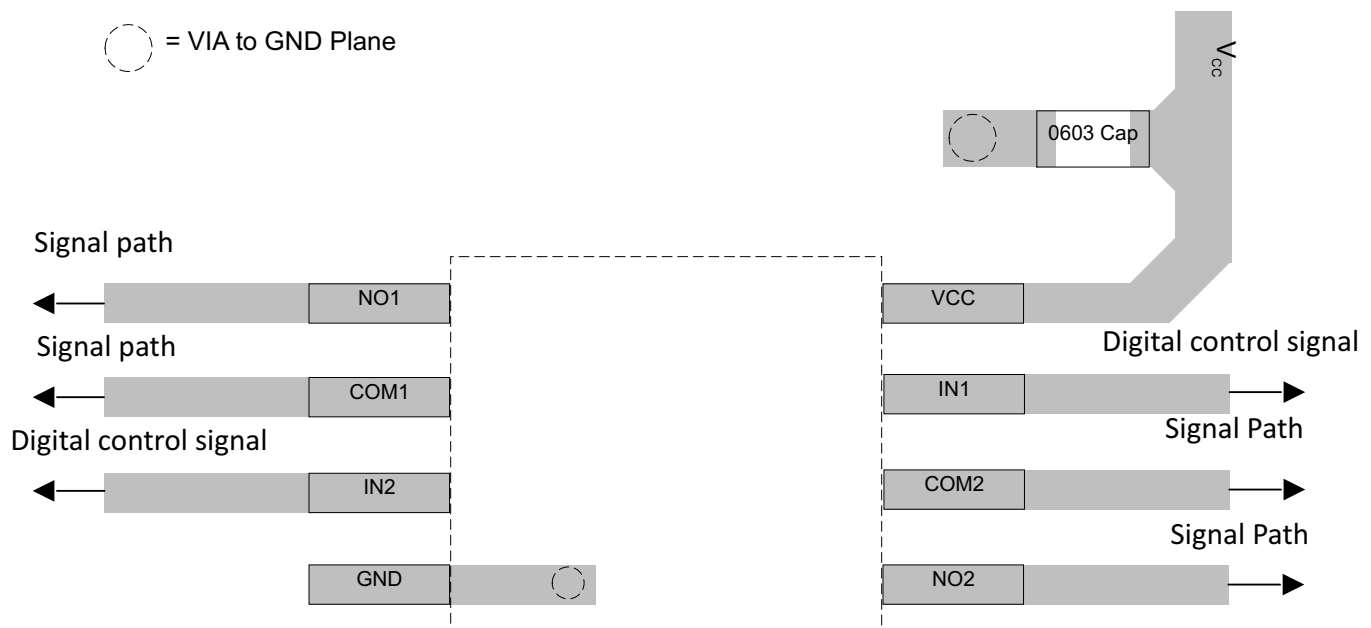 = VIA to GND Plane
VCC
0603 Cap
Signal path
NO1
VCC
Signal path
Digital control signal
COM1
IN1
Digital control signal
Signal Path
IN2
COM2
Signal Path
GND
NO2